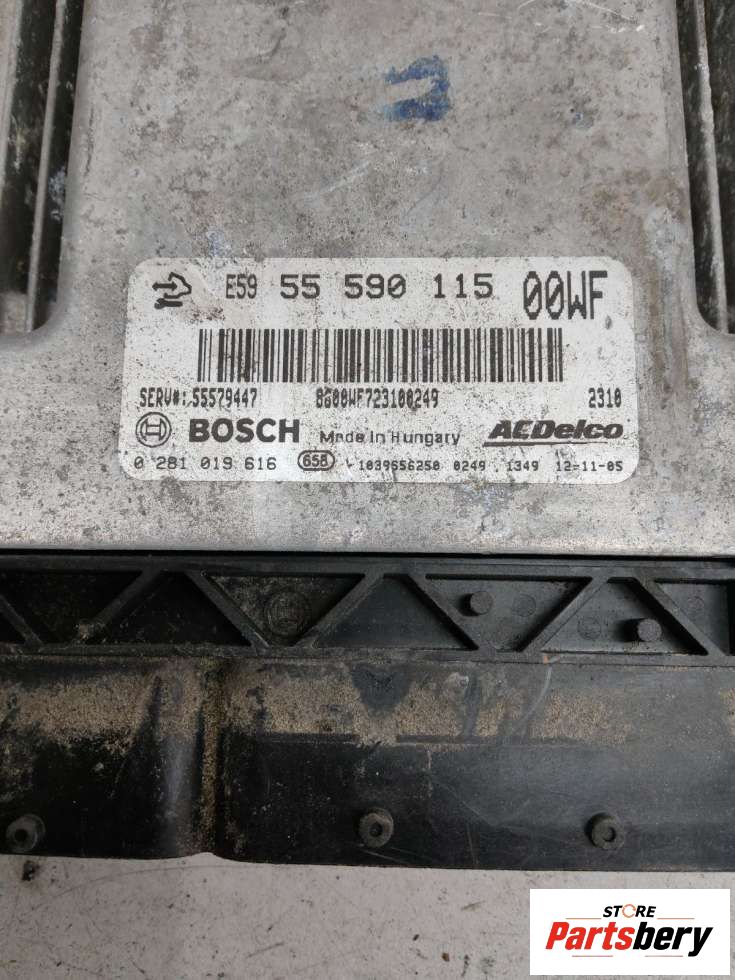 E59 55 590 115 00WF
SERV#: 55579447 8600WF723100249 2310
BOSCH Made in Hungary ACDelco
0 281 019 616 658 1039S56250 0249 . 1349 12-11-05
STORE
Partsbery